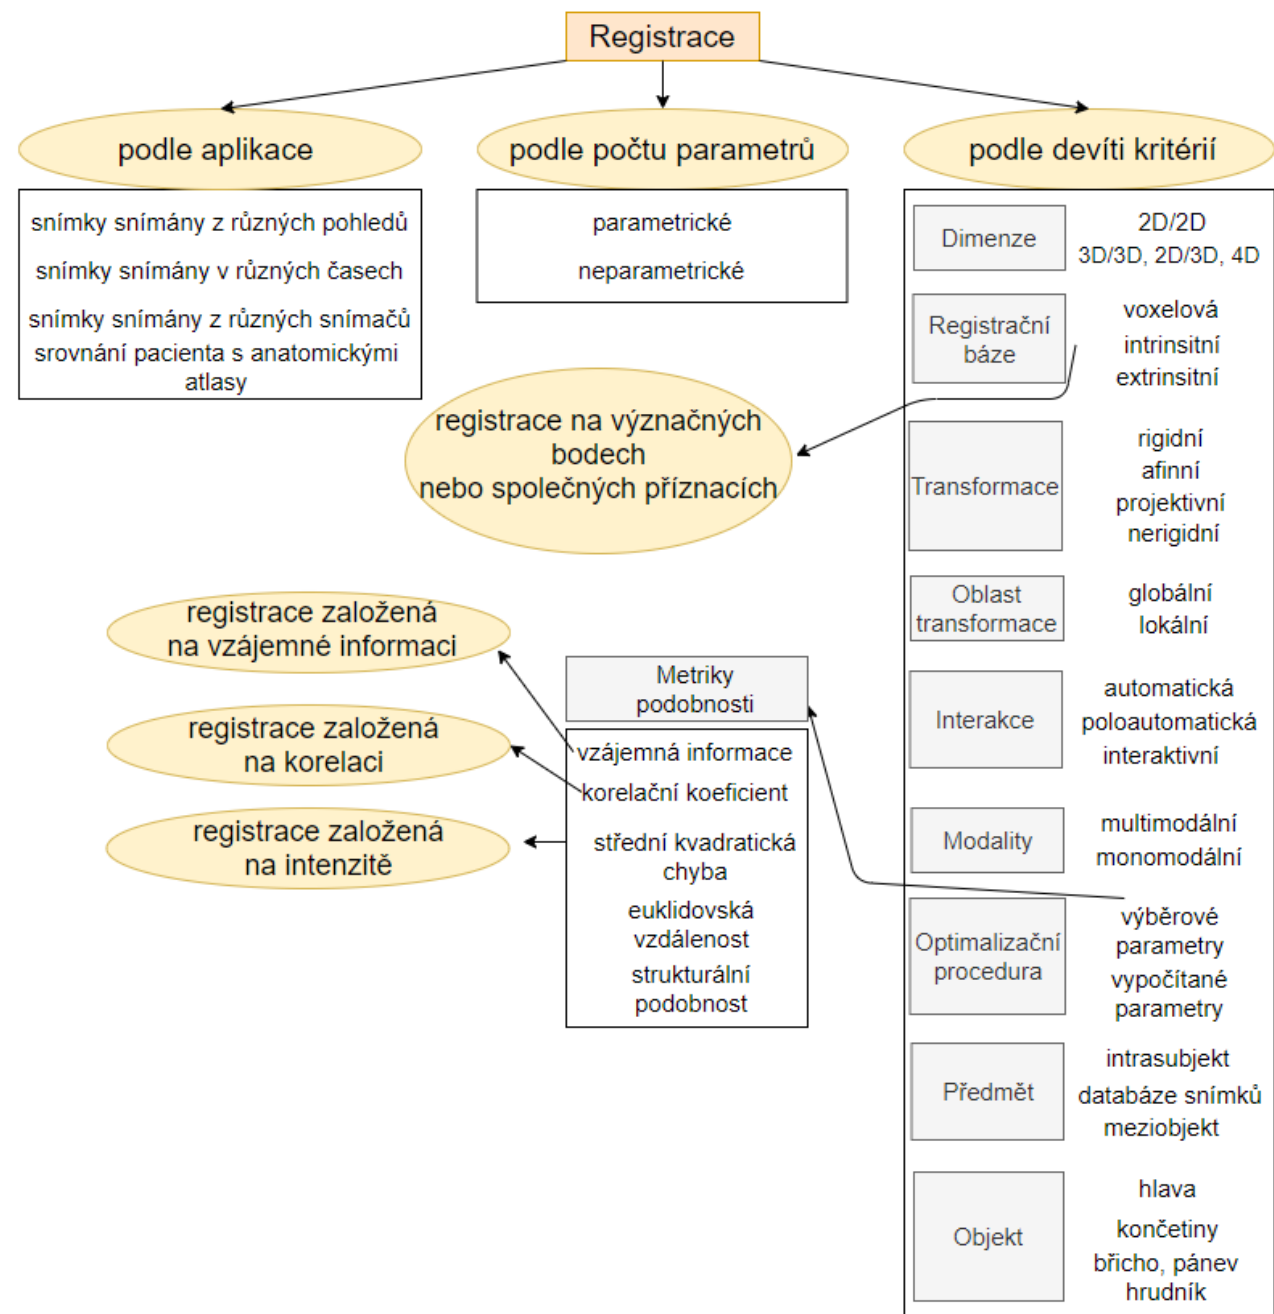 Registrace
podle aplikace
podle počtu parametrů
podle devíti kritérií
snímky snímány z různých pohledů
snímky snímány v různých časech
snímky snímány z různých snímačů
srovnání pacienta s anatomickými
atlasy
parametrické
neparametrické
Dimenze
2D/2D
3D/3D, 2D/3D, 4D
Registrační
báze
voxelová
intrinsitní
extrinsitní
registrace na význačných
bodech
nebo společných příznacích
Transformace
rigidní
afinní
projektivní
nerigidní
Oblast
transformace
globální
lokální
registrace založená
na vzájemné informaci
registrace založená
na korelaci
registrace založená
na intenzitě
Metriky
podobnosti
vzájemná informace
korelační koeficient
střední kvadratická
chyba
euklidovská
vzdálenost
strukturální
podobnost
Interakce
automatická
poloautomatická
interaktivní
Modality
multimodální
monomodální
Optimalizační
procedura
výběrové
parametry
vypočítané
parametry
Předmět
intrasubjekt
databáze snímků
meziobjekt
Objekt
hlava
končetiny
břicho, pánev
hrudník